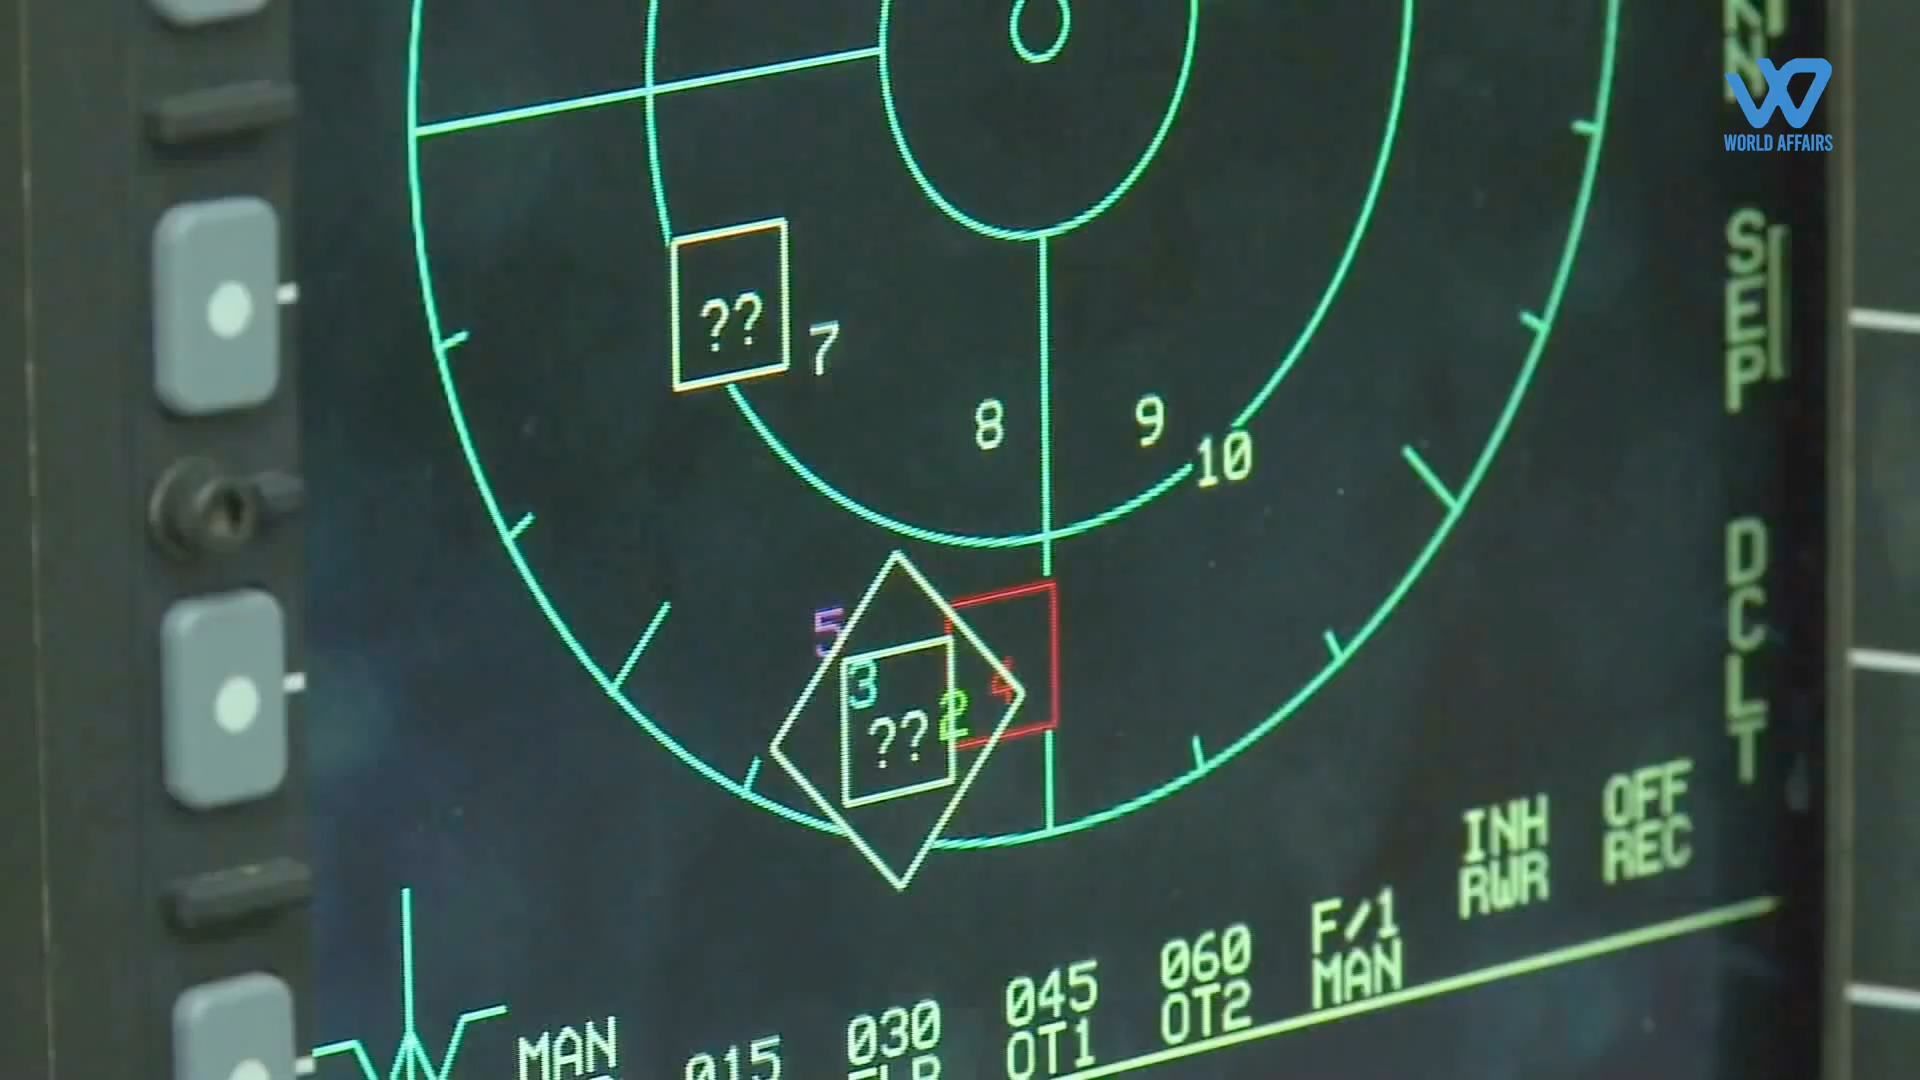 WORLD AFFAIRS
SEP
DCLT
??
7
8
9
10
5
3
4
2
??
INH
RWR
OFF
REC
F/1
MAN
060
OT2
045
OT1
030
015
MAN